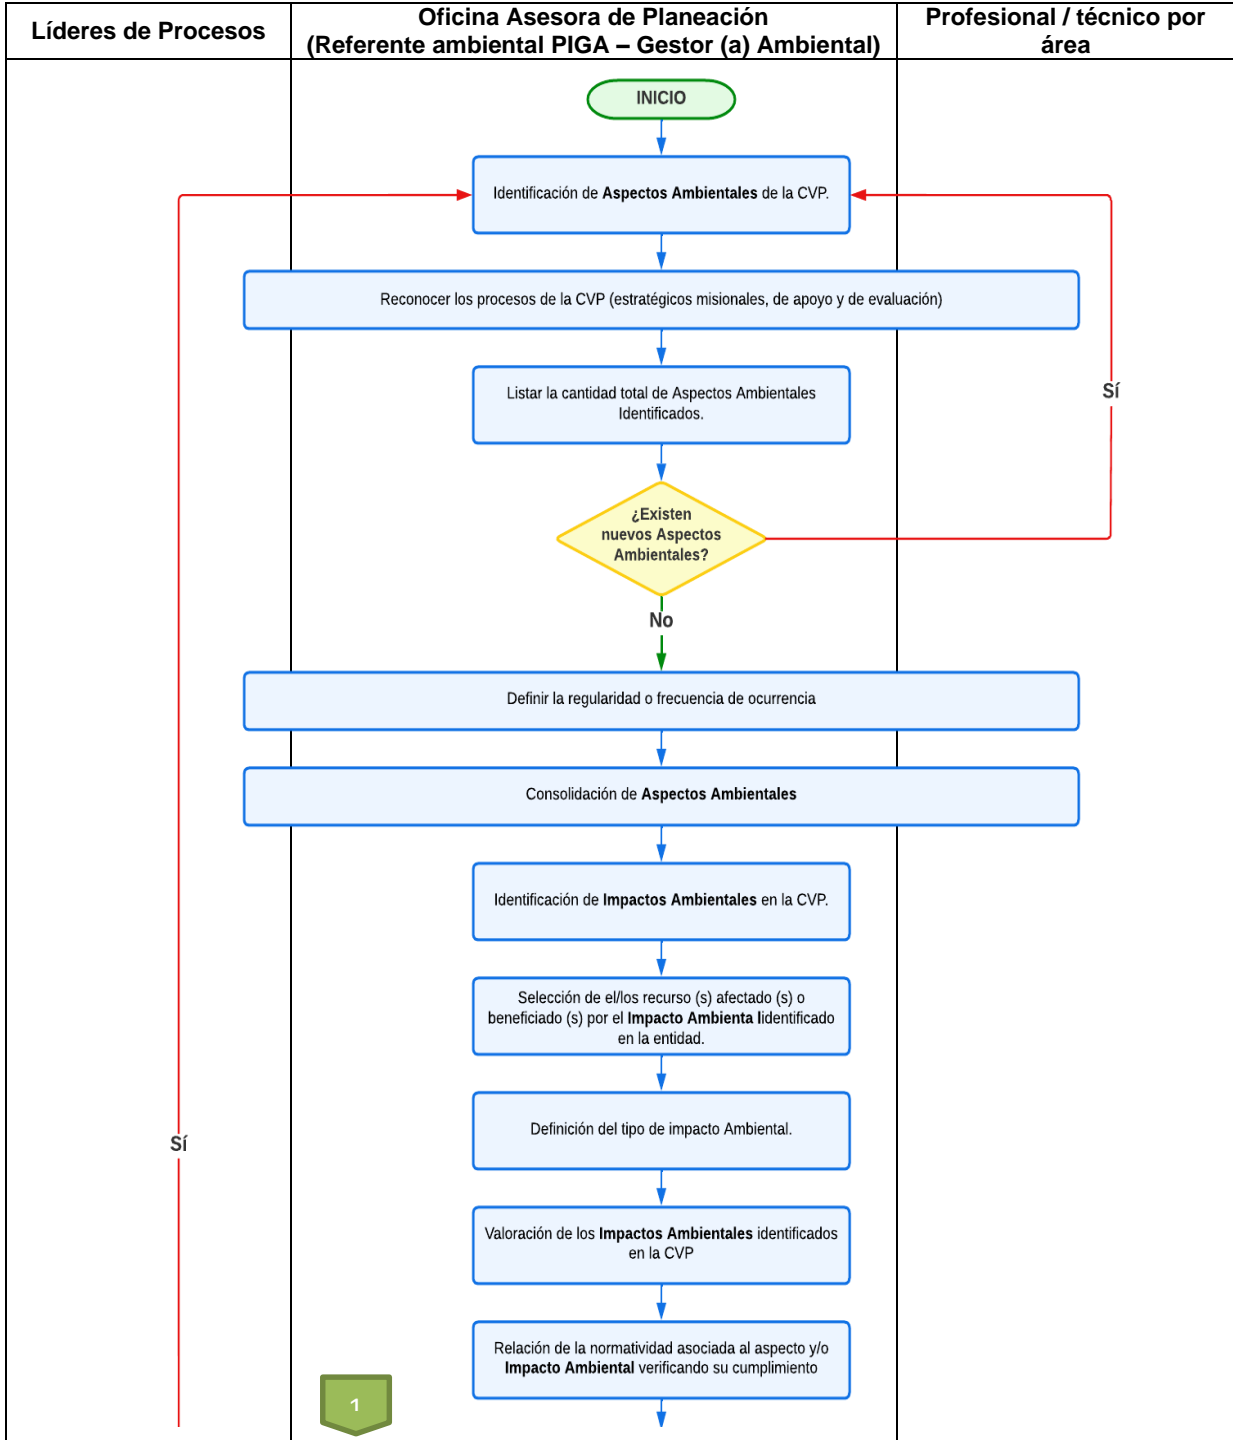 Líderes de Procesos
Oficina Asesora de Planeación
(Referente ambiental PIGA – Gestor (a) Ambiental)
Profesional / técnico por
área
INICIO
Identificación de Aspectos Ambientales de la CVP.
Reconocer los procesos de la CVP (estratégicos misionales, de apoyo y de evaluación)
Listar la cantidad total de Aspectos Ambientales
Identificados.
Sí
¿Existen
nuevos Aspectos
Ambientales?
No
Definir la regularidad o frecuencia de ocurrencia
Consolidación de Aspectos Ambientales
Identificación de Impactos Ambientales en la CVP.
Selección de el/los recurso (s) afectado (s) o
beneficiado (s) por el Impacto Ambienta lidentificado
en la entidad.
Definición del tipo de impacto Ambiental.
Sí
Valoración de los Impactos Ambientales identificados
en la CVP
Relación de la normatividad asociada al aspecto y/o
Impacto Ambiental verificando su cumplimiento
1